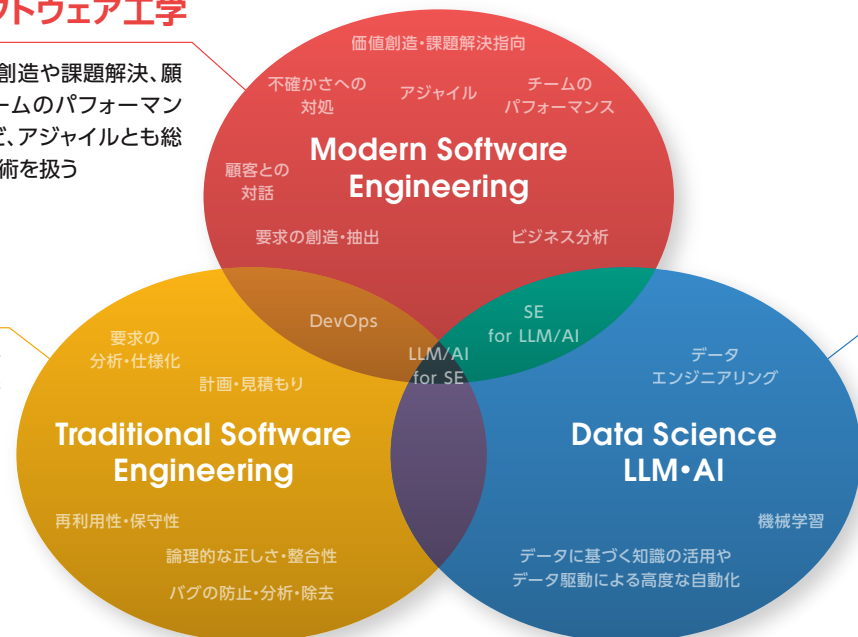 フトウェア工学
創造や課題解決、願
ームのパフォーマン
ど、アジャイルとも総
術を扱う
価値創造・課題解決指向
不確かさへの
対処
アジャイル
チームの
パフォーマンス
Modern Software
Engineering
顧客との
対話
要求の創造・抽出
ビジネス分析
DevOps
SE
for LLM/AI
LLM/AI
for SE
要求の
分析・仕様化
計画・見積もり
Traditional Software
Engineering
再利用性・保守性
論理的な正しさ・整合性
バグの防止・分析・除去
データ
エンジニアリング
Data Science
LLM・AI
機械学習
データに基づく知識の活用や
データ駆動による高度な自動化